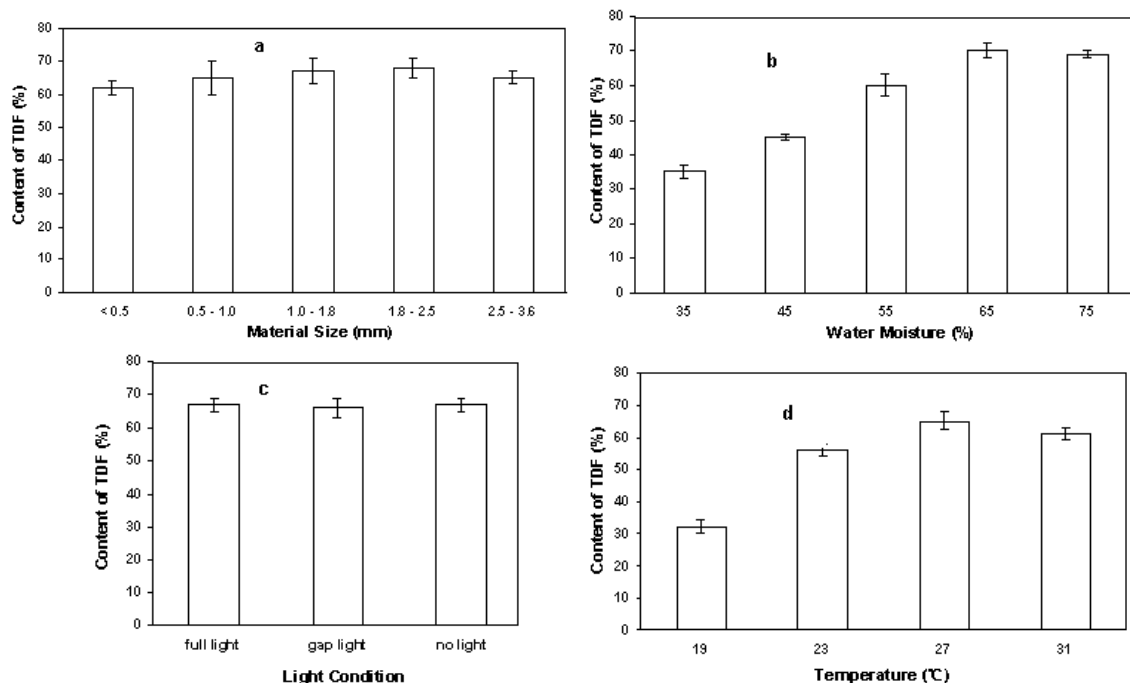 a
Content of TDF (%)
80
70
60
50
40
30
20
10
0
< 0.5 0.5 - 1.0 1.0 - 1.8 1.8 - 2.5 2.5 - 3.6
Material Size (mm)
b
Content of TDF (%)
80
70
60
50
40
30
20
10
0
35 45 55 65 75
Water Moisture (%)
c
Content of TDF (%)
80
70
60
50
40
30
20
10
0
full light gap light no light
Light Condition
d
Content of TDF (%)
80
70
60
50
40
30
20
10
0
19 23 27 31
Temperature (℃)